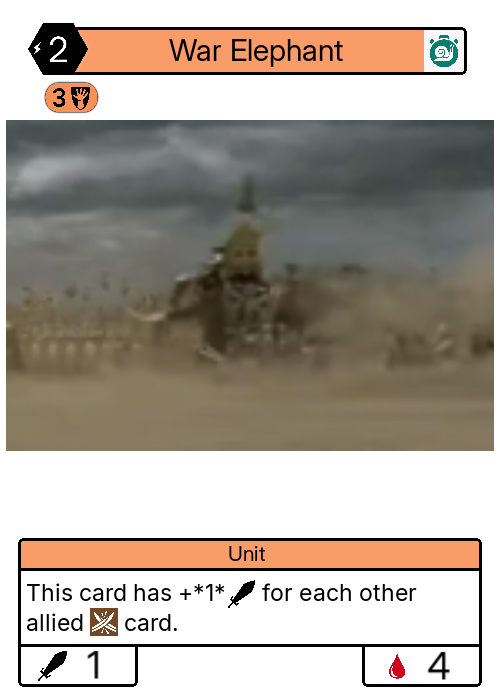 2
War Elephant
3
Unit
This card has +*1* for each other
allied card.
1
4